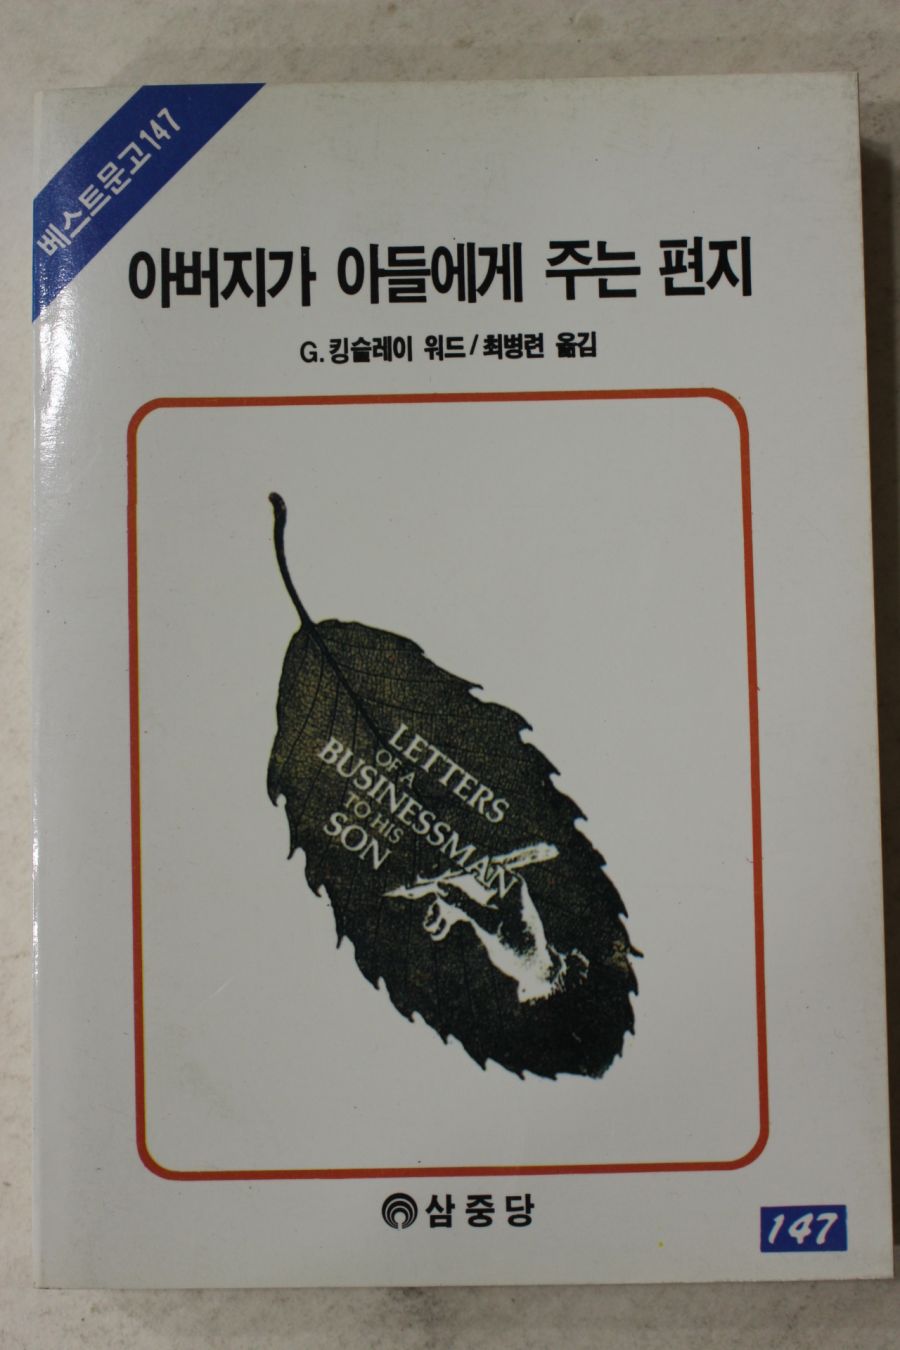 베스트문고147
아버지가 아들에게 주는 편지
G. 킹슬레이 워드/최병련 옮김
LETTERS
OF A
BUSINESSMAN
TO HIS
SON
삼중당
147